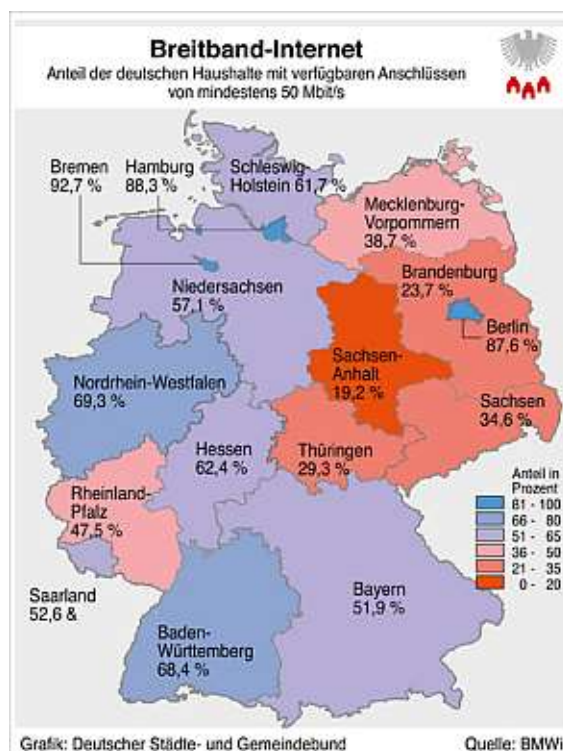 Breitband-Internet
Anteil der deutschen Haushalte mit verfügbaren Anschlüssen
von mindestens 50 Mbit/s
Bremen
92,7 %
Hamburg
88,3 %
Schleswig-
Holstein 61,7 %
Mecklenburg-
Vorpommern
38,7 %
Niedersachsen
57,1 %
Brandenburg
23,7 %
Berlin
87,6 %
Sachsen-
Anhalt
19,2 %
Nordrhein-Westfalen
69,3 %
Sachsen
34,6 %
Hessen
62,4 %
Thüringen
29,3 %
Rheinland-
Pfalz
47,5 %
Saarland
52,6 &
Bayern
51,9 %
Baden-
Württemberg
68,4 %
Anteil in
Prozent
81 - 100
66 - 80
51 - 65
36 - 50
21 - 35
0 - 20
Grafik: Deutscher Städte- und Gemeindebund
Quelle: BMWi